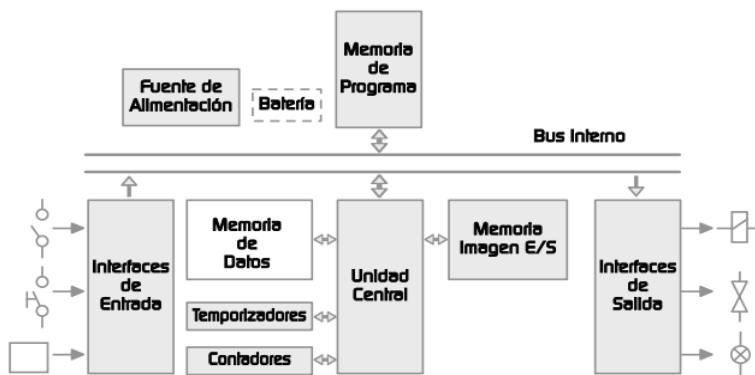 Memoria
de
Programa
Fuente de
Alimentación
Batería
Bus Interno
Interfaces
de
Entrada
Memoria
de
Datos
Temporizadores
Contadores
Unidad
Central
Memoria
Imagen E/S
Interfaces
de
Salida